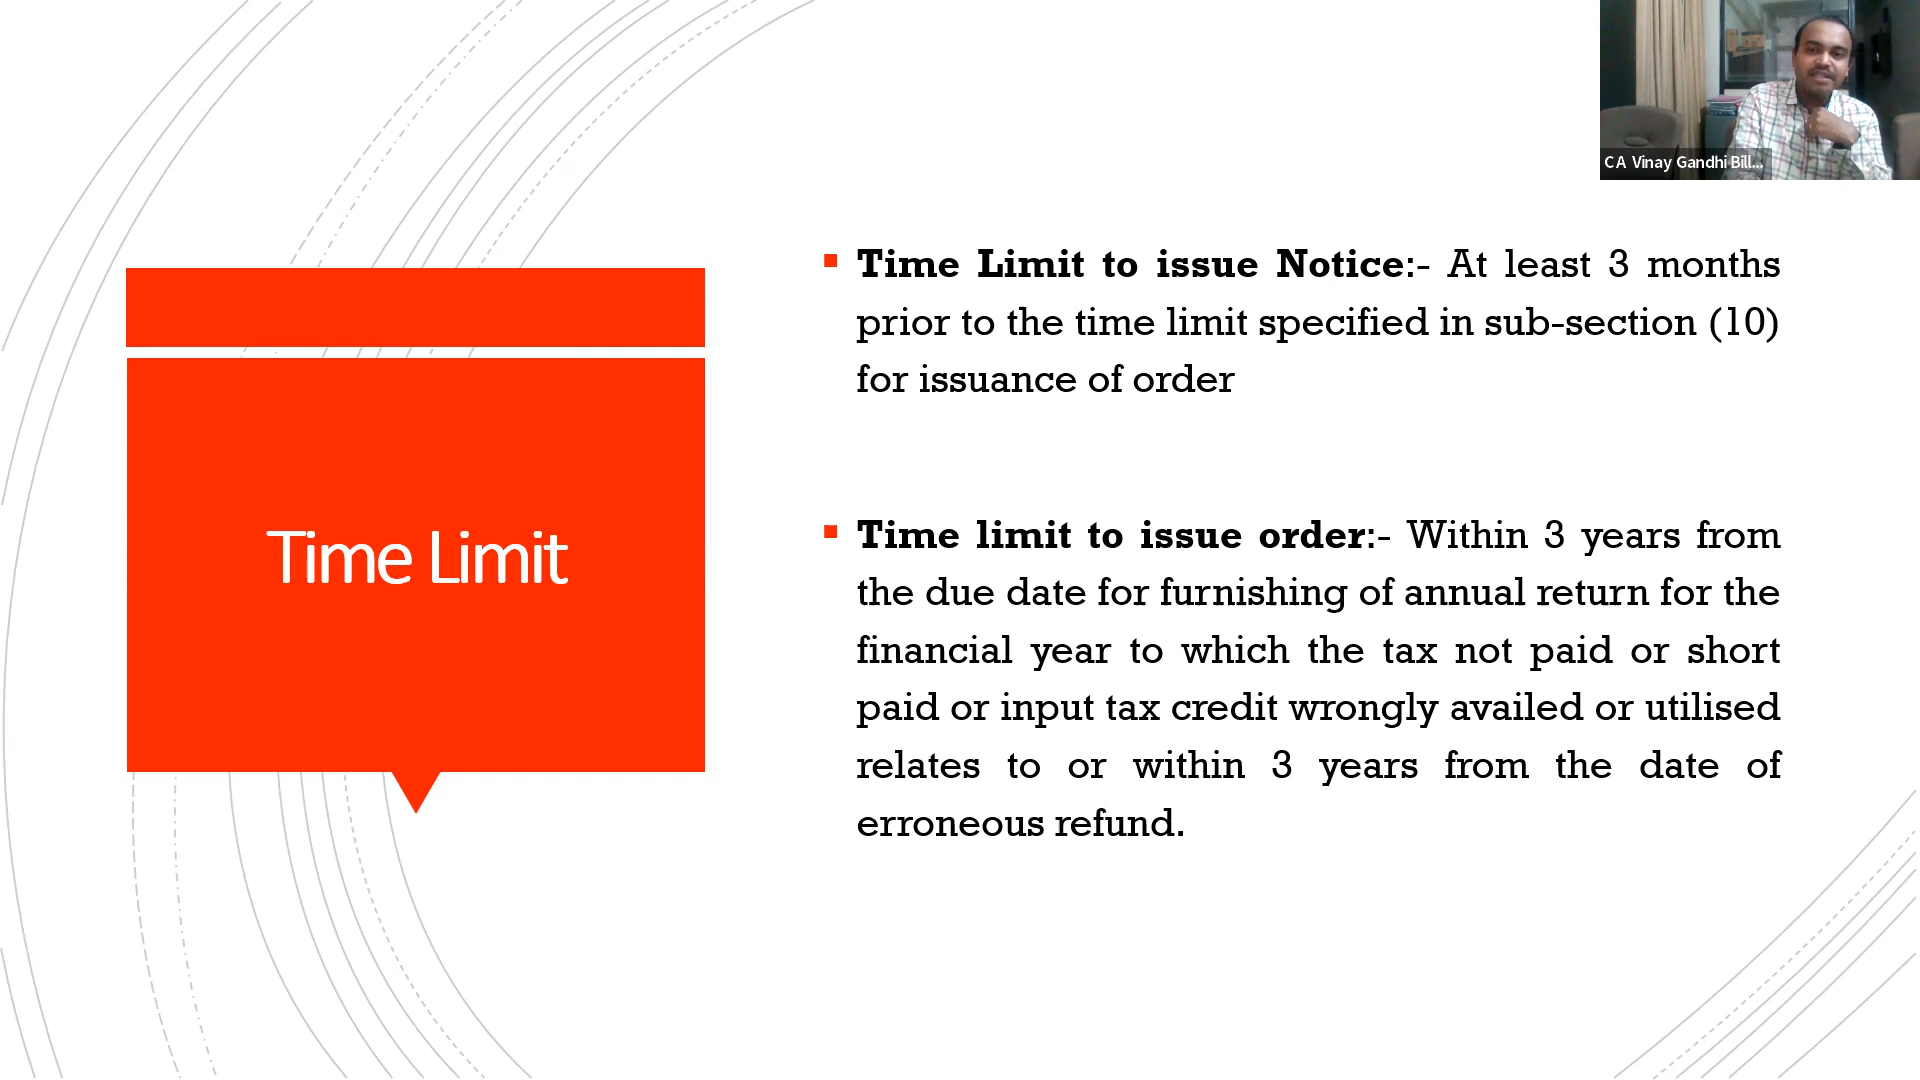 CA Vinay Gandhi Bill...
Time Limit
Time Limit to issue Notice:- At least 3 months
prior to the time limit specified in sub-section (10)
for issuance of order
Time limit to issue order:- Within 3 years from
the due date for furnishing of annual return for the
financial year to which the tax not paid or short
paid or input tax credit wrongly availed or utilised
relates to or within 3 years from the date of
erroneous refund.